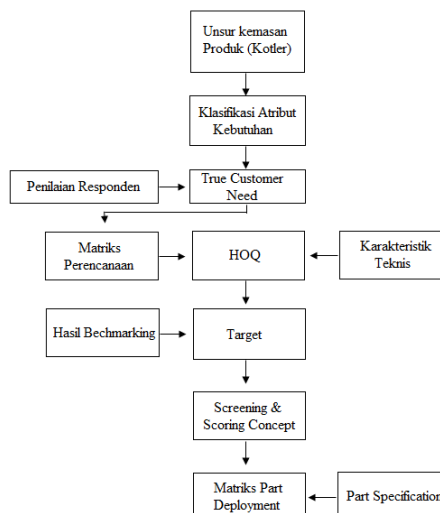 Unsur kemasan
Produk (Kotler)
Klasifikasi Atribut
Kebutuhan
Penilaian Responden
True Customer
Need
Matriks
Perencanaan
HOQ
Karakteristik
Teknis
Hasil Bechmarking
Target
Screening &
Scoring Concept
Matriks Part
Deployment
Part Specification